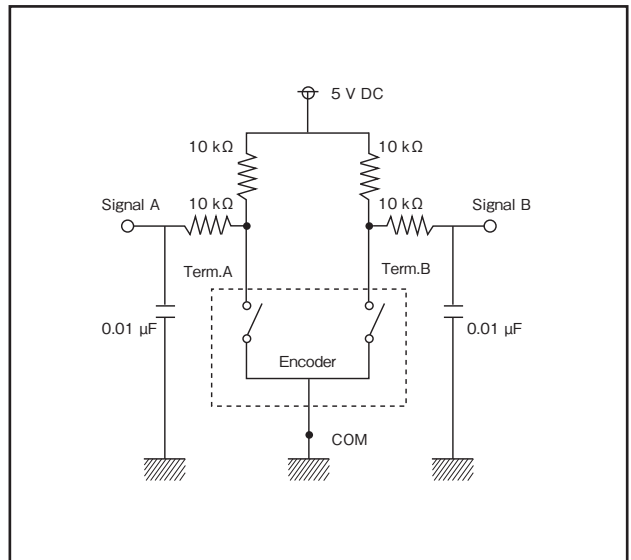 5 V DC
10 kΩ 10 kΩ
10 kΩ 10 kΩ
Signal A Signal B
Term.A Term.B
0.01 μF 0.01 μF
Encoder
COM